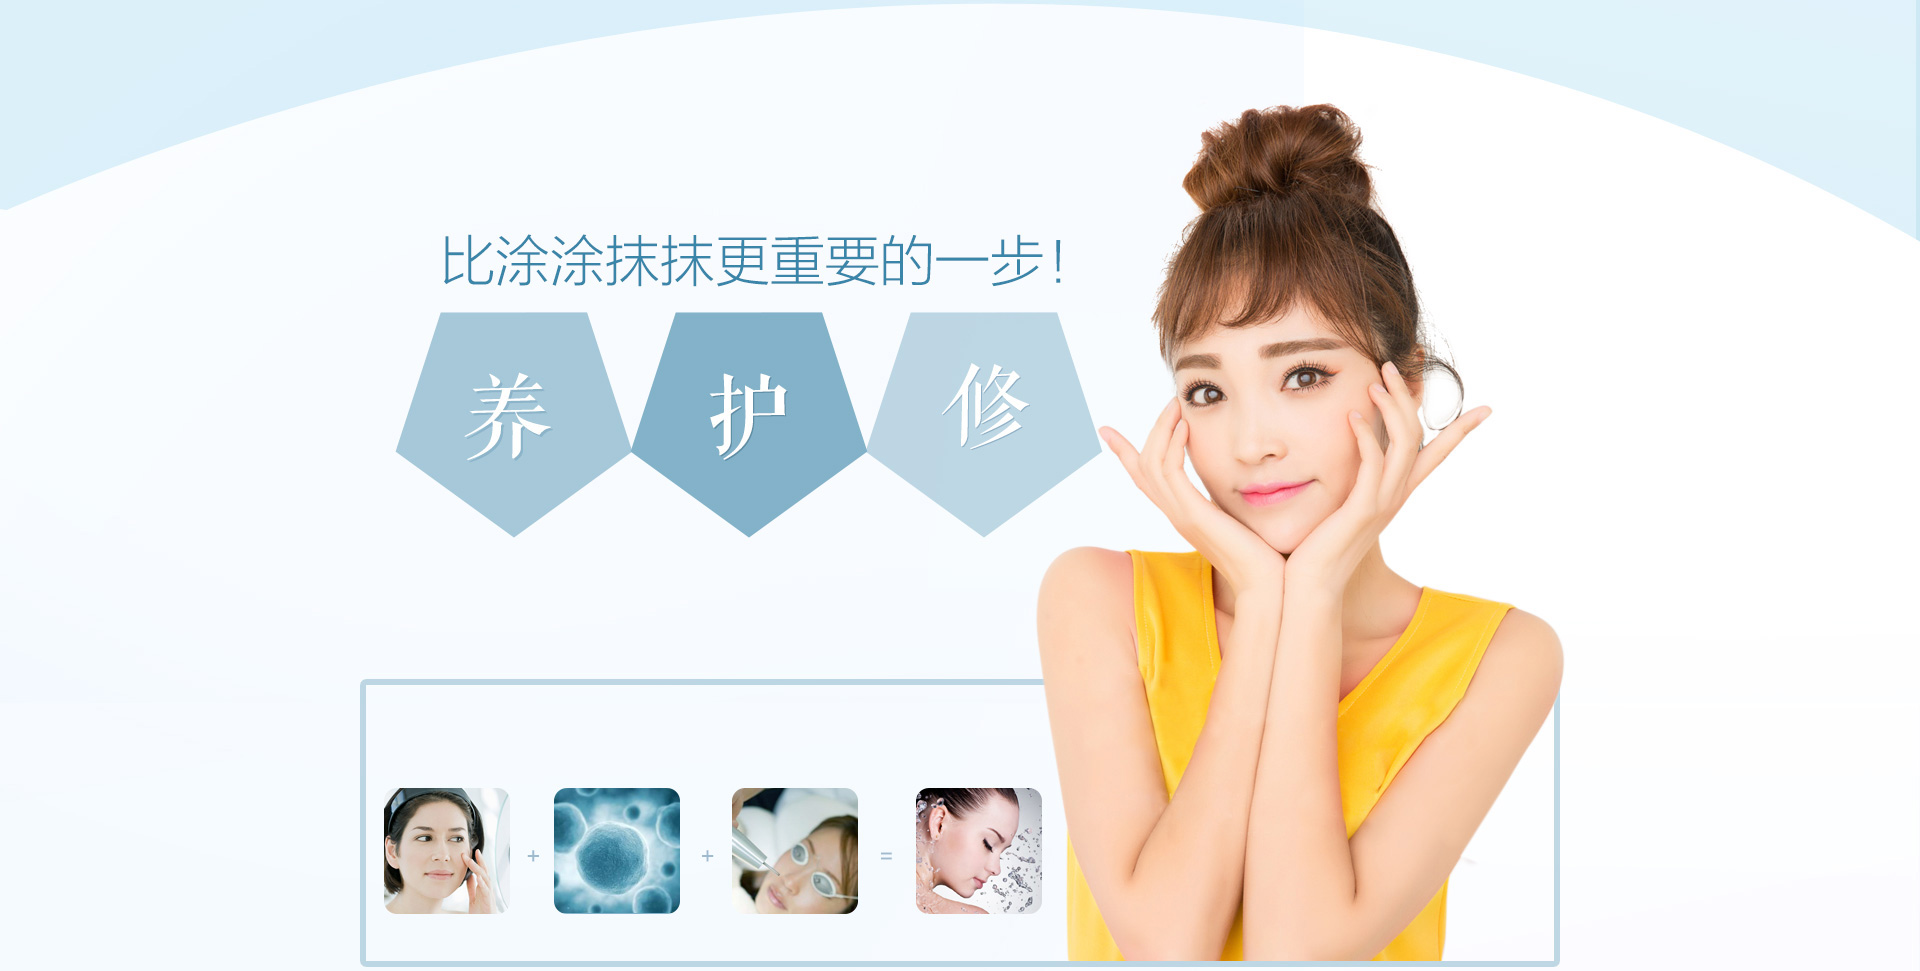 比涂涂抹抹更重要的一步!
养 护 修
+ + =